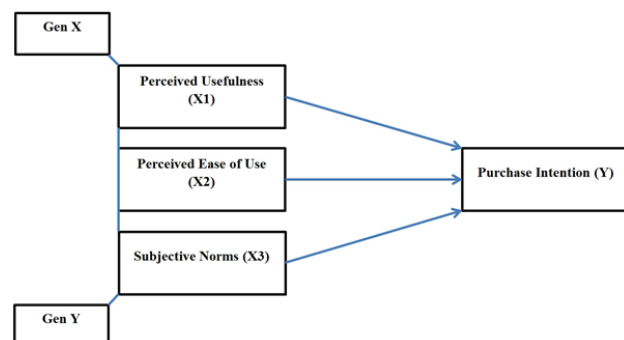 Gen X
Perceived Usefulness
(X1)
Perceived Ease of Use
(X2)
Purchase Intention (Y)
Subjective Norms (X3)
Gen Y